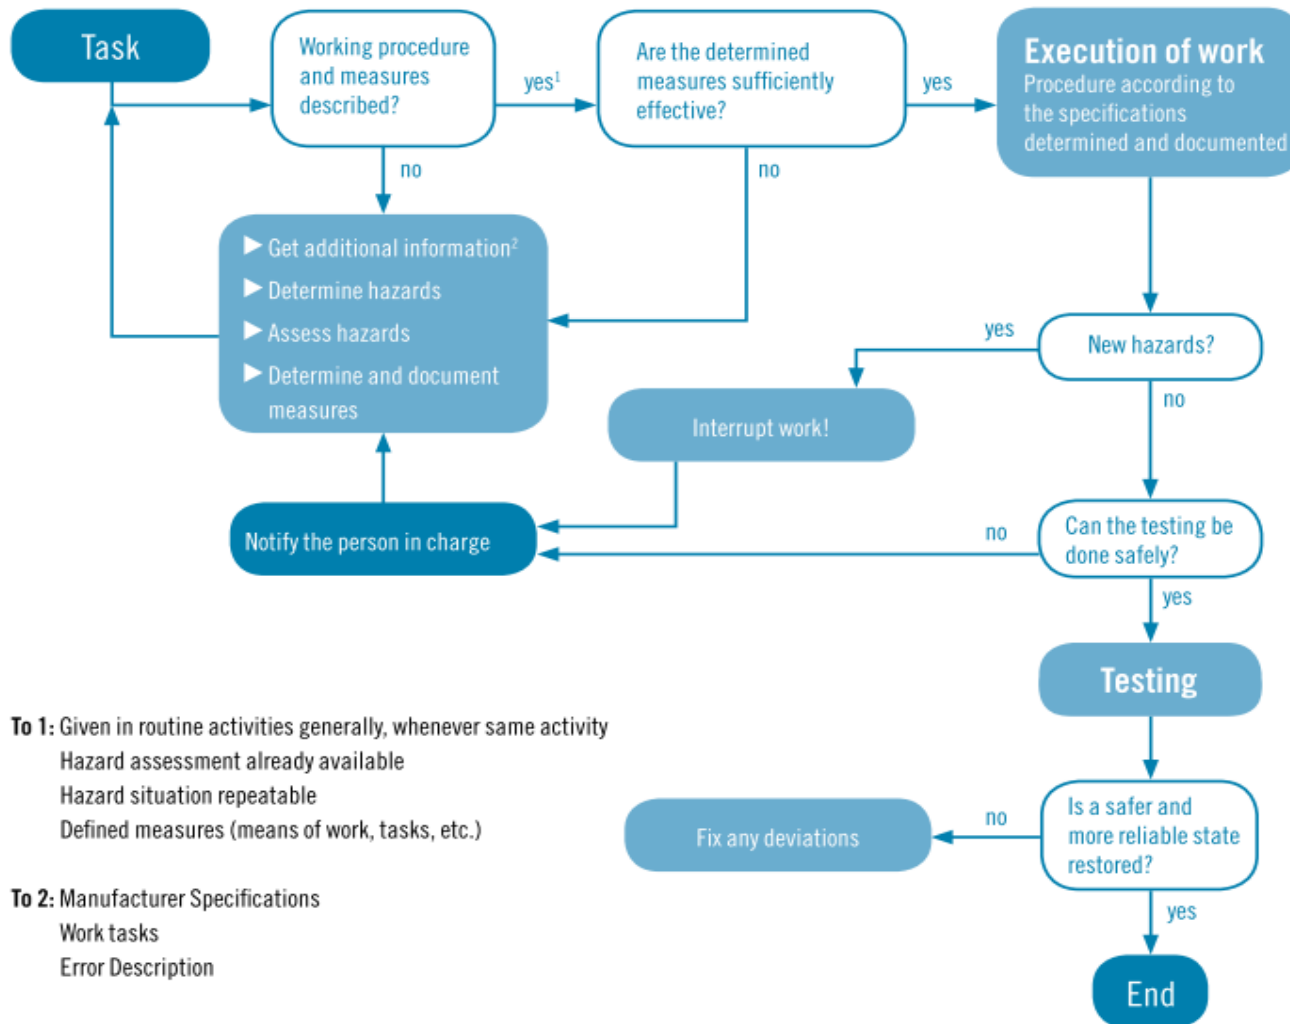 Task
Working procedure
and measures
described?
yes¹
Are the determined
measures sufficiently
effective?
yes
Execution of work
Procedure according to
the specifications
determined and documented
no
no
▶ Get additional information²
▶ Determine hazards
▶ Assess hazards
▶ Determine and document
measures
yes
New hazards?
no
Interrupt work!
Notify the person in charge
no
Can the testing be
done safely?
yes
Testing
To 1: Given in routine activities generally, whenever same activity
Hazard assessment already available
Hazard situation repeatable
Defined measures (means of work, tasks, etc.)
Fix any deviations
no
Is a safer and
more reliable state
restored?
yes
To 2: Manufacturer Specifications
Work tasks
Error Description
End